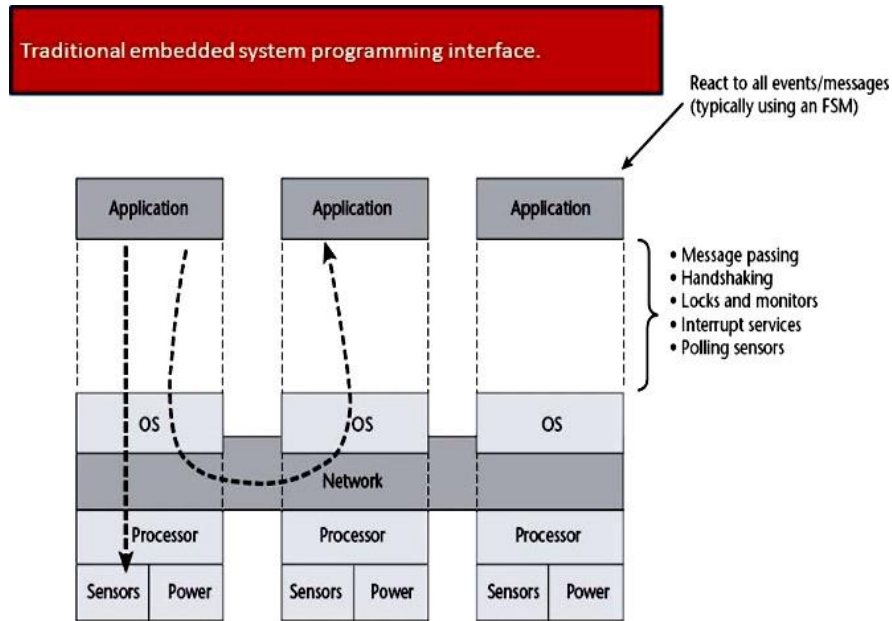 Traditional embedded system programming interface.
React to all events/messages
(typically using an FSM)
Application Application Application
• Message passing
• Handshaking
• Locks and monitors
• Interrupt services
• Polling sensors
OS OS OS
Network
Processor Processor Processor
Sensors Power Sensors Power Sensors Power